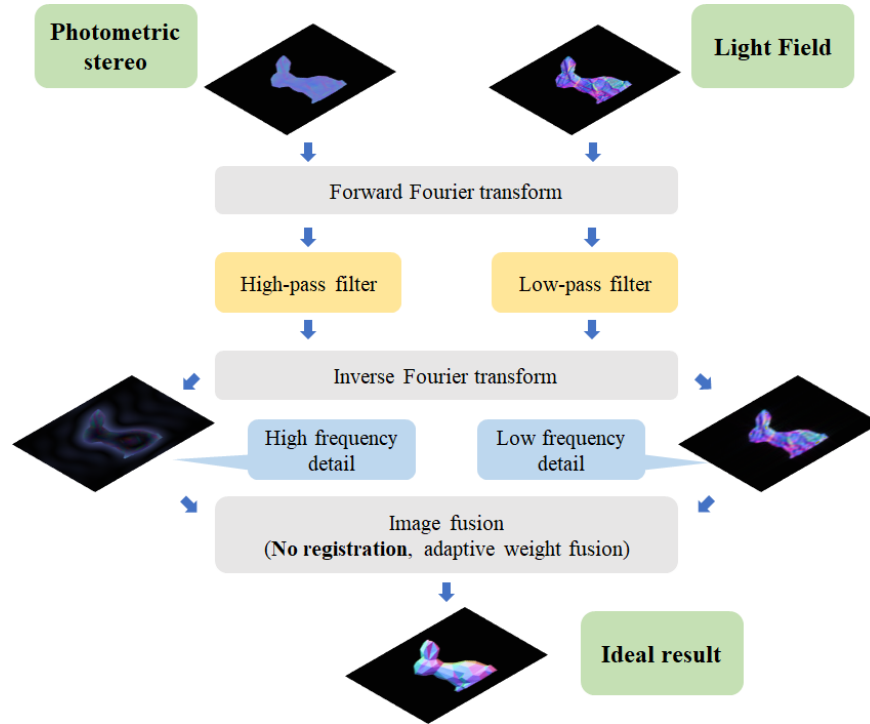 Photometric
stereo
Light Field
Forward Fourier transform
High-pass filter
Low-pass filter
Inverse Fourier transform
High frequency
detail
Low frequency
detail
Image fusion
(No registration, adaptive weight fusion)
Ideal result